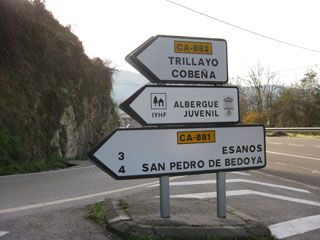 CA-882
TRILLAYO
COBEÑA
IYHF
ALBERGUE
JUVENIL
CA-881
3 ESANOS
4 SAN PEDRO DE BEDOYA